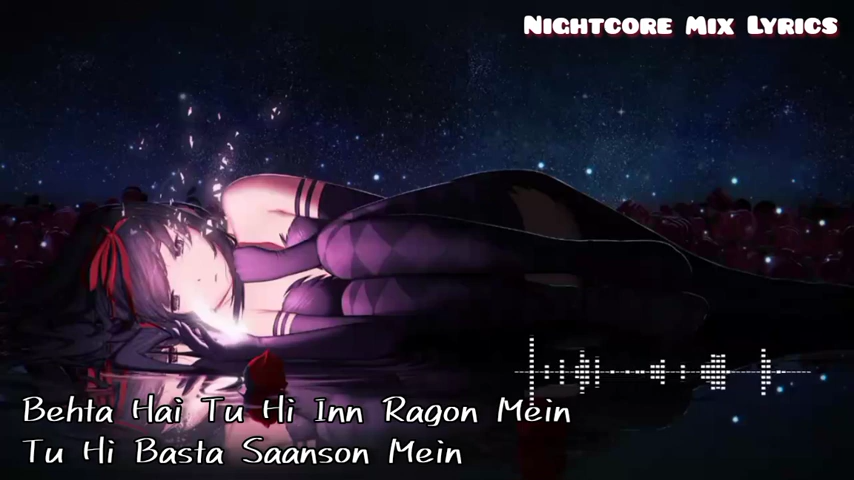 Nightcore Mix Lyrics
Behta Hai Tu Hi Inn Ragon Mein
Tu Hi Basta Saanson Mein